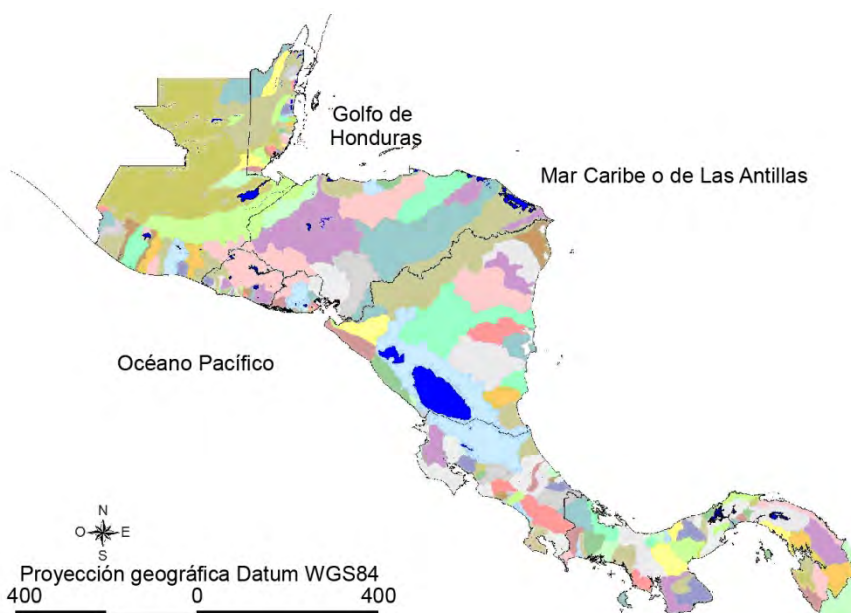 Golfo de
Honduras
Mar Caribe o de Las Antillas
Océano Pacífico
N
O E
S
Proyección geográfica Datum WGS84
400 0 400